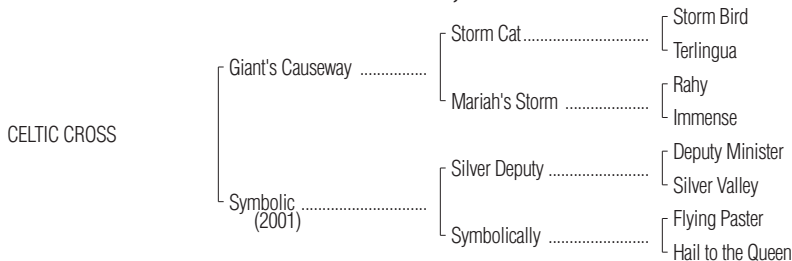 Storm Bird
Storm Cat................................
Terlingua
Giant's Causeway ................
Rahy
Mariah's Storm .....................
Immense
CELTIC CROSS
Deputy Minister
Silver Deputy .........................
Silver Valley
Symbolic ...............................
(2001)
Flying Paster
Symbolically .........................
Hail to the Queen